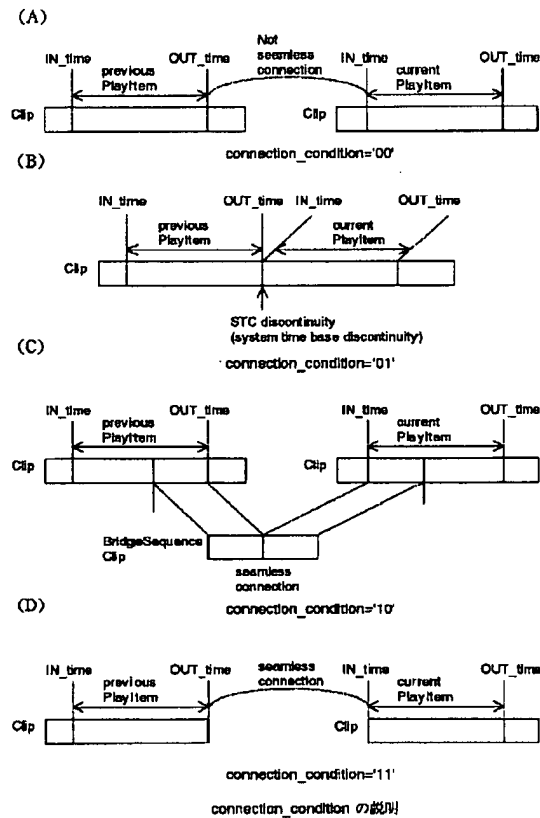 (A)
Not
seamless
connection
IN_time
previous
PlayItem
OUT_time
IN_time
current
PlayItem
OUT_time
Clip
Clip
connection_condition='00'
(B)
IN_time
previous
PlayItem
OUT_time
IN_time
current
PlayItem
OUT_time
Clip
STC discontinuity
(system time base discontinuity)
connection_condition='01'
(C)
IN_time
previous
PlayItem
OUT_time
IN_time
current
PlayItem
OUT_time
Clip
Clip
BridgeSequence
Clip
seamless
connection
connection_condition='10'
(D)
IN_time
previous
PlayItem
OUT_time
seamless
connection
IN_time
current
PlayItem
OUT_time
Clip
Clip
connection_condition='11'
connection_condition の説明